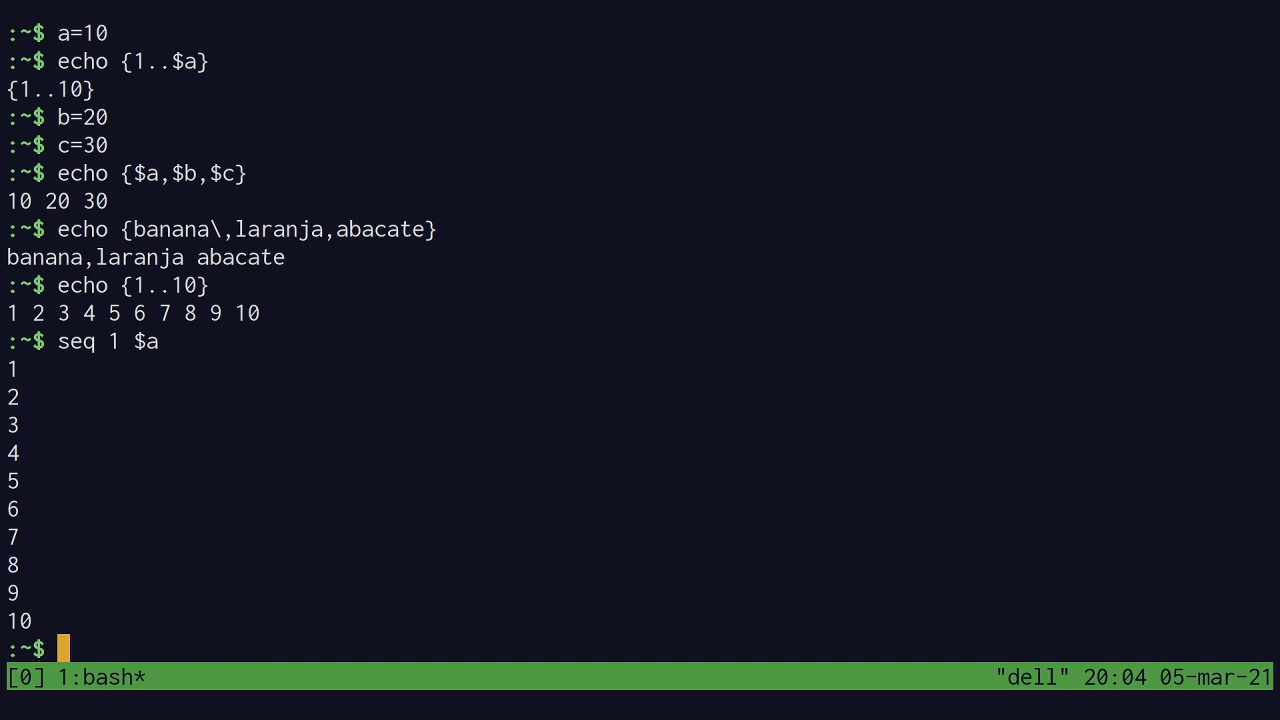 :~$ a=10
:~$ echo {1..$a}
{1..10}
:~$ b=20
:~$ c=30
:~$ echo {$a,$b,$c}
10 20 30
:~$ echo {banana\,laranja,abacate}
banana,laranja abacate
:~$ echo {1..10}
1 2 3 4 5 6 7 8 9 10
:~$ seq 1 $a
1
2
3
4
5
6
7
8
9
10
:~$
[0] 1:bash* "dell" 20:04 05-mar-21